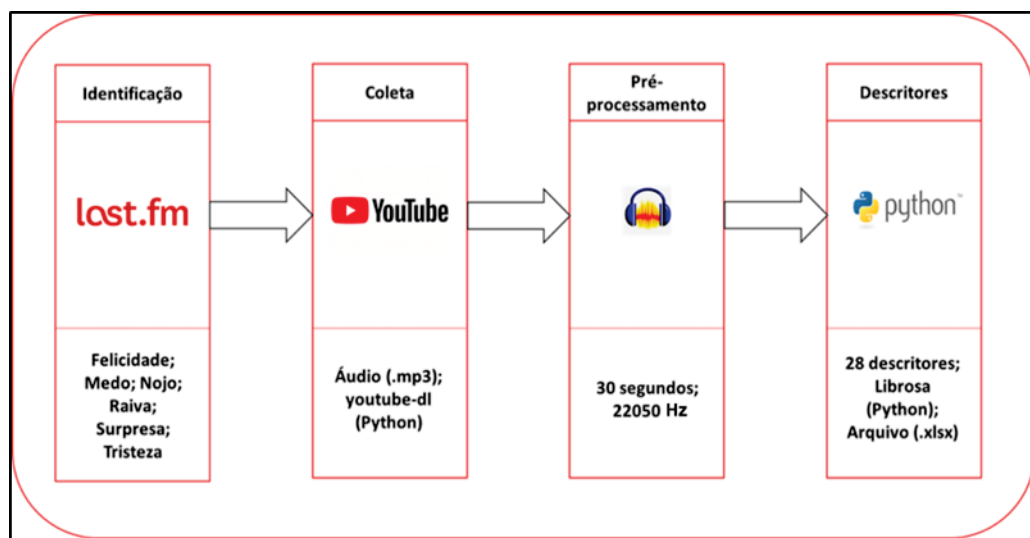 Identificação
last.fm
Felicidade;
Medo; Nojo;
Raiva;
Surpresa;
Tristeza
Coleta
YouTube
Áudio (.mp3);
youtube-dl
(Python)
Pré-
processamento
30 segundos;
22050 Hz
Descritores
python™
28 descritores;
Librosa
(Python);
Arquivo (.xlsx)